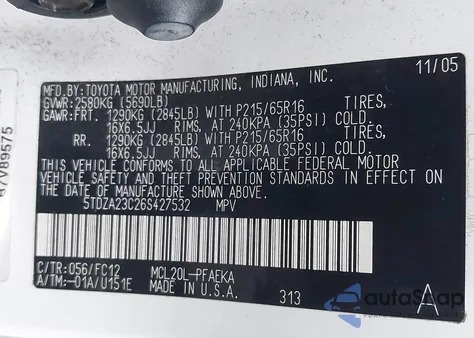 MFD.BY:TOYOTA MOTOR MANUFACTURING, INDIANA, INC. 11/05
GVWR:2580KG (5690LB)
GAWR:FRT. 1290KG (2845LB) WITH P215/65R16 TIRES,
16X6.5JJ RIMS, AT 240KPA (35PSI) COLD.
RR. 1290KG (2845LB) WITH P215/65R16 TIRES,
16X6.5JJ RIMS, AT 240KPA (35PSI) COLD.
THIS VEHICLE CONFORMS TO ALL APPLICABLE FEDERAL MOTOR
VEHICLE SAFETY AND THEFT PREVENTION STANDARDS IN EFFECT ON
THE DATE OF MANUFACTURE SHOWN ABOVE.
5TDZA23C26S427532 MPV
C/TR:056/FC12 MCL20L-PFAEKA
A/TM:-01A/U151E MADE IN U.S.A. 313 A
autoSnap